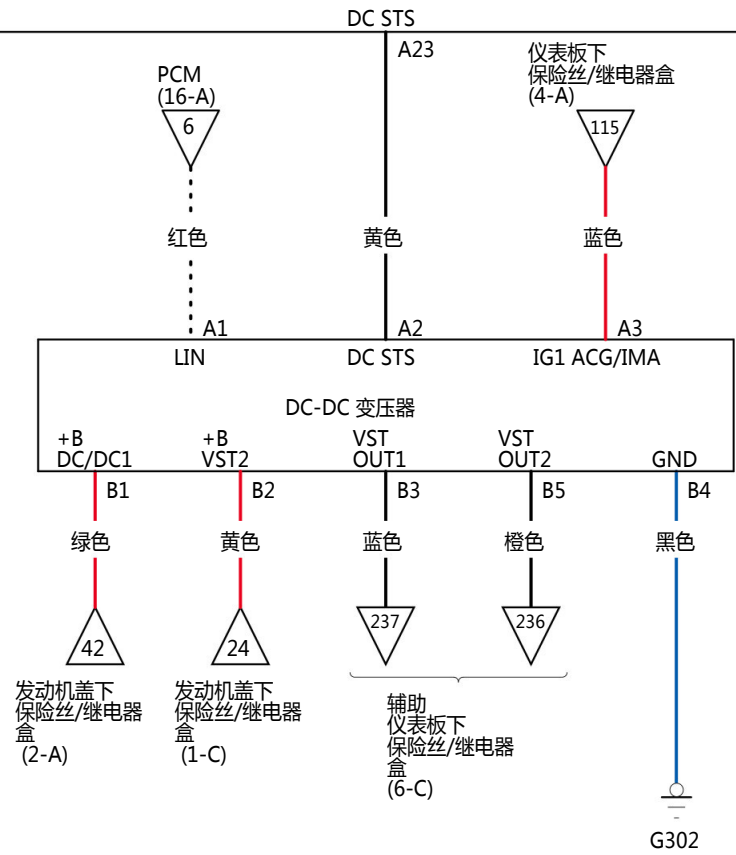 DC STS
A23
PCM
(16-A)
6
仪表板下
保险丝/继电器盒
(4-A)
115
红色
黄色
蓝色
A1
A2
A3
LIN
DC STS
IG1 ACG/IMA
DC-DC 变压器
+B
DC/DC1
+B
VST2
VST
OUT1
VST
OUT2
GND
B1
B2
B3
B5
B4
绿色
黄色
蓝色
橙色
黑色
42
24
237
236
发动机盖下
保险丝/继电器
盒
(2-A)
发动机盖下
保险丝/继电器
盒
(1-C)
辅助
仪表板下
保险丝/继电器
盒
(6-C)
G302